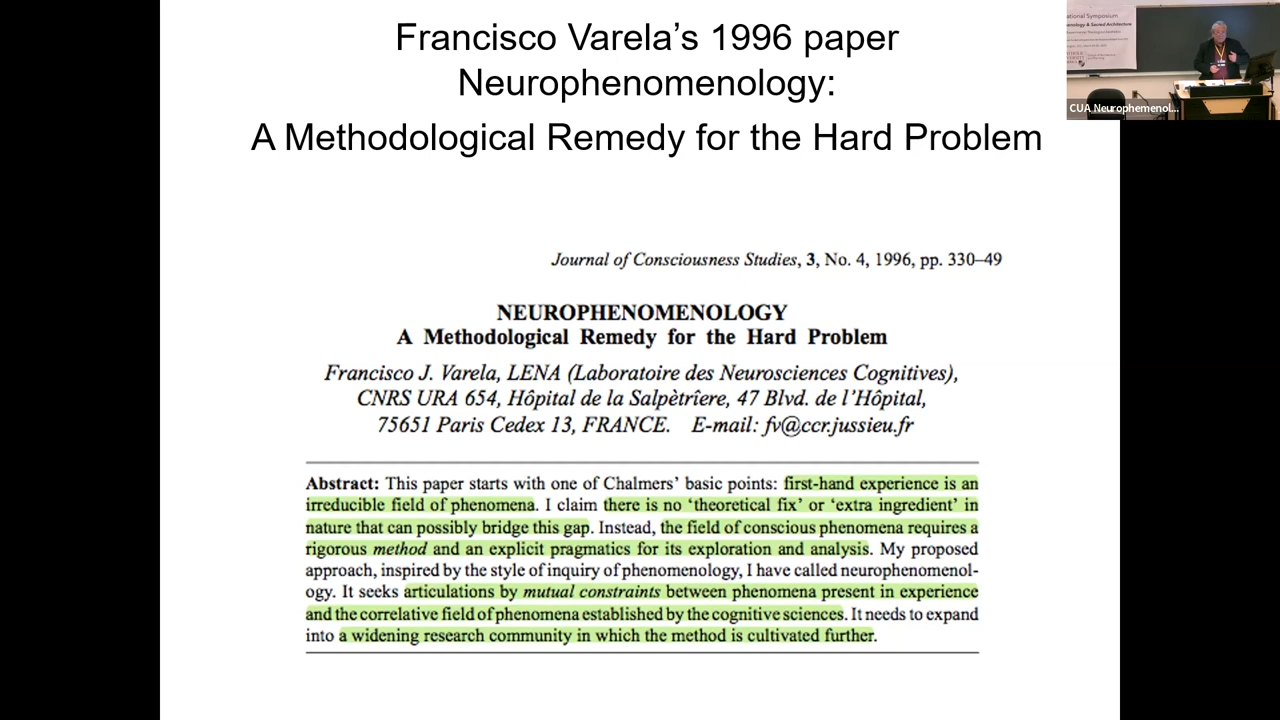 Francisco Varela’s 1996 paper
Neurophenomenology:
A Methodological Remedy for the Hard Problem
ational Symposium
enology & Sacred Architecture
CUA Neurophemenol...
Journal of Consciousness Studies, 3, No. 4, 1996, pp. 330–49
NEUROPHENOMENOLOGY
A Methodological Remedy for the Hard Problem
Francisco J. Varela, LENA (Laboratoire des Neurosciences Cognitives),
CNRS URA 654, Hôpital de la Salpètrîere, 47 Blvd. de l’Hôpital,
75651 Paris Cedex 13, FRANCE. E-mail: fv@ccr.jussieu.fr
Abstract: This paper starts with one of Chalmers’ basic points: first-hand experience is an
irreducible field of phenomena. I claim there is no ‘theoretical fix’ or ‘extra ingredient’ in
nature that can possibly bridge this gap. Instead, the field of conscious phenomena requires a
rigorous method and an explicit pragmatics for its exploration and analysis. My proposed
approach, inspired by the style of inquiry of phenomenology, I have called neurophenomenol-
ogy. It seeks articulations by mutual constraints between phenomena present in experience
and the correlative field of phenomena established by the cognitive sciences. It needs to expand
into a widening research community in which the method is cultivated further.